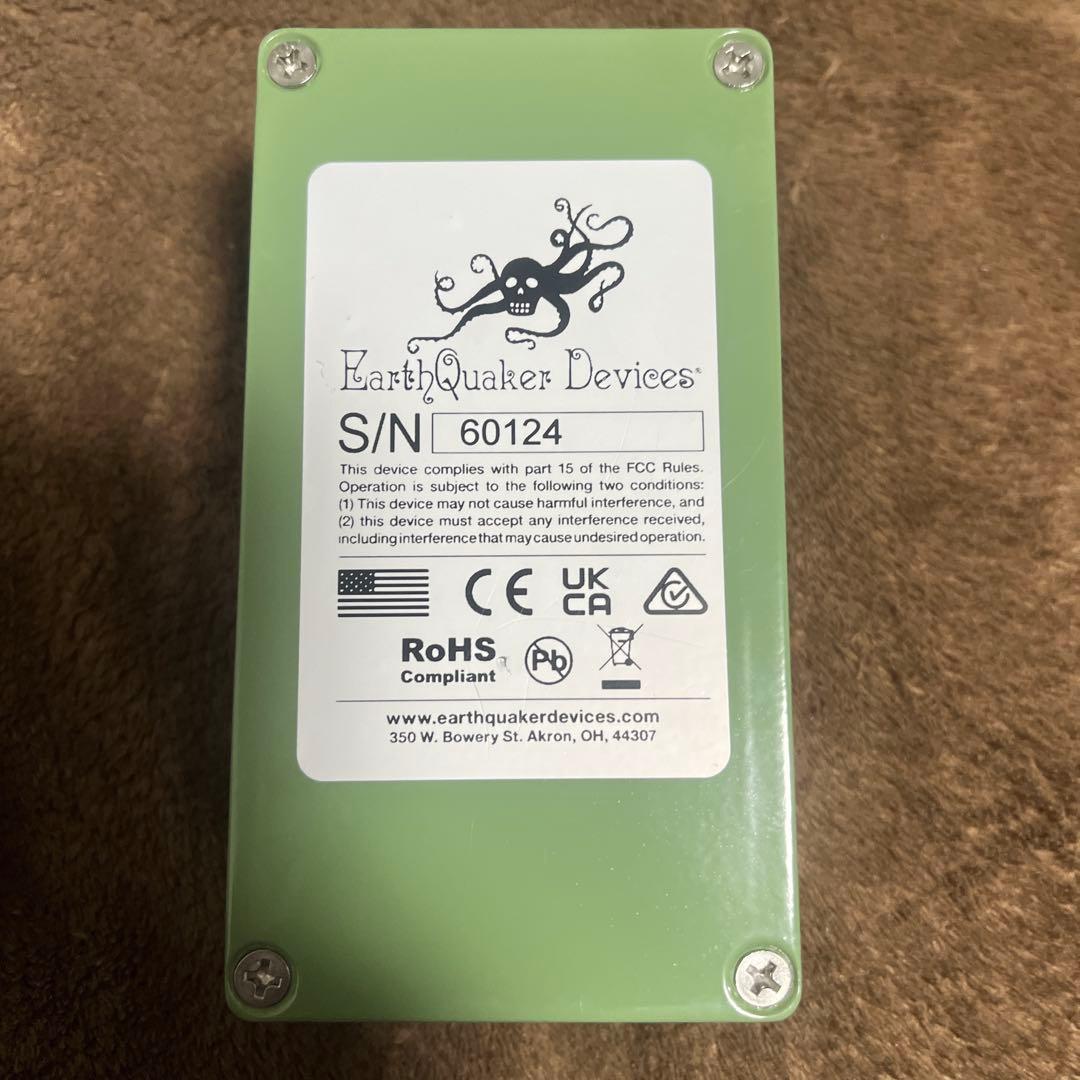 EarthQuaker Devices®
S/N 60124
This device complies with part 15 of the FCC Rules.
Operation is subject to the following two conditions:
(1) This device may not cause harmful interference, and
(2) this device must accept any interference received,
including interference that may cause undesired operation.
CE UK
CA
RoHS
Compliant
Pb
www.earthquakerdevices.com
350 W. Bowery St. Akron, OH, 44307